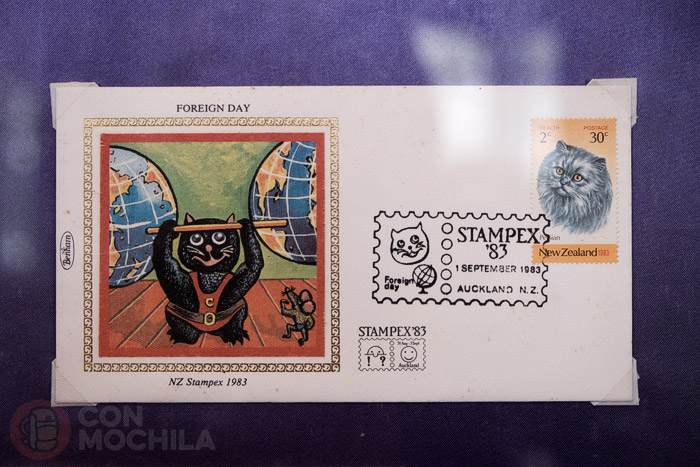 FOREIGN DAY
Benham
NZ Stampex 1983
HEALTH POSTAGE
2c 30c
New Zealand 1983
STAMPEX
'83
1 SEPTEMBER 1983
Foreign
day
AUCKLAND N.Z.
STAMPEX'83
! ?
Auckland
CON
MOCHILA